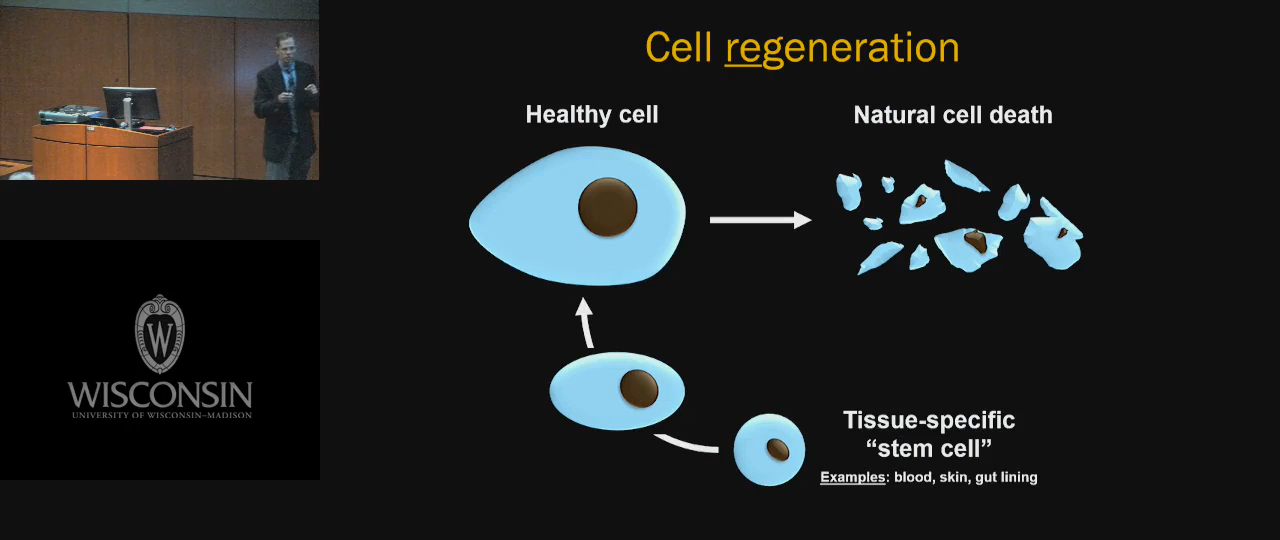 Cell regeneration
Healthy cell
Natural cell death
Tissue-specific
“stem cell”
Examples: blood, skin, gut lining
W
WISCONSIN
UNIVERSITY OF WISCONSIN–MADISON